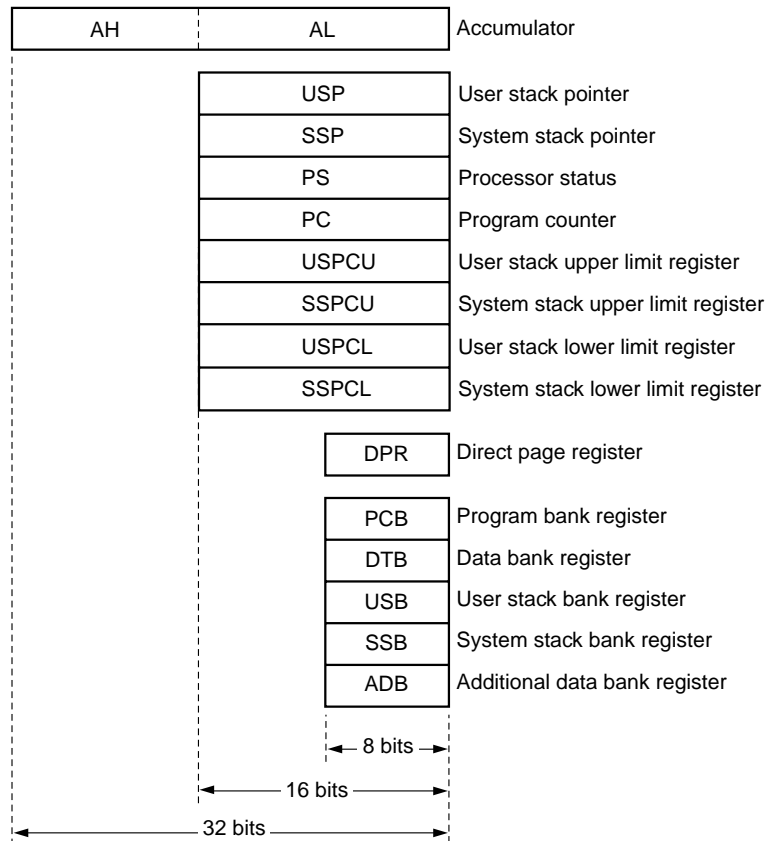 AH AL Accumulator
USP User stack pointer
SSP System stack pointer
PS Processor status
PC Program counter
USPCU User stack upper limit register
SSPCU System stack upper limit register
USPCL User stack lower limit register
SSPCL System stack lower limit register
DPR Direct page register
PCB Program bank register
DTB Data bank register
USB User stack bank register
SSB System stack bank register
ADB Additional data bank register
8 bits
16 bits
32 bits